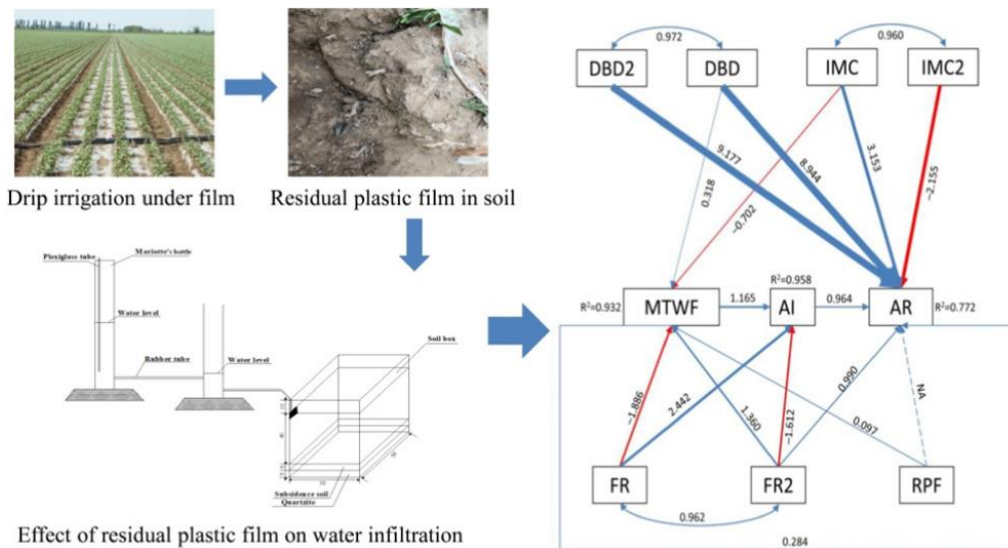 Drip irrigation under film
Residual plastic film in soil
Plexiglass tube
Mariotte's bottle
Water level
Rubber tube
Water level
Soil box
Subsidence soil
Quartzite
Effect of residual plastic film on water infiltration
0.972
0.960
DBD2
DBD
IMC
IMC2
9.177
8.944
3.153
-2.155
0.318
-0.702
R²=0.958
R²=0.932
MTWF
1.165
AI
0.964
AR
R²=0.772
-1.886
2.442
1.360
-1.612
0.990
0.097
NA
FR
FR2
RPF
0.962
0.284